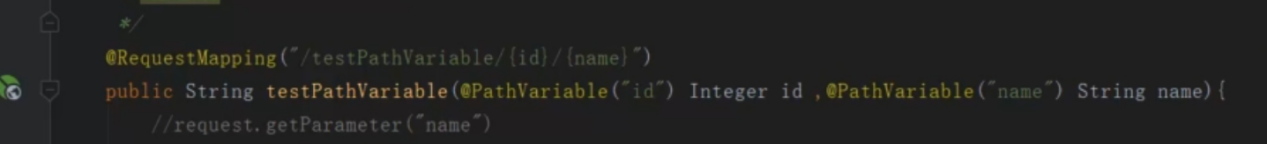 */
@RequestMapping("/testPathVariable/{id}/{name}")
public String testPathVariable(@PathVariable("id") Integer id ,@PathVariable("name") String name){
//request.getParameter("name")